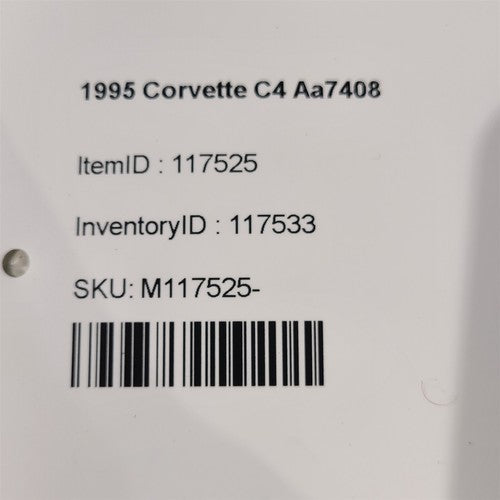 1995 Corvette C4 Aa7408
ItemID : 117525
InventoryID : 117533
SKU: M117525-